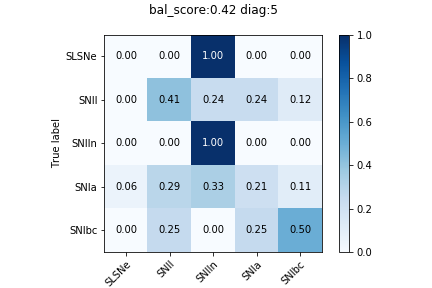 bal_score:0.42 diag:5
SLSNe 0.00 0.00 1.00 0.00 0.00
SNII 0.00 0.41 0.24 0.24 0.12
SNIIn 0.00 0.00 1.00 0.00 0.00
SNIa 0.06 0.29 0.33 0.21 0.11
SNIbc 0.00 0.25 0.00 0.25 0.50
SLSNe SNII SNIIn SNIa SNIbc
True label
1.0
0.8
0.6
0.4
0.2
0.0